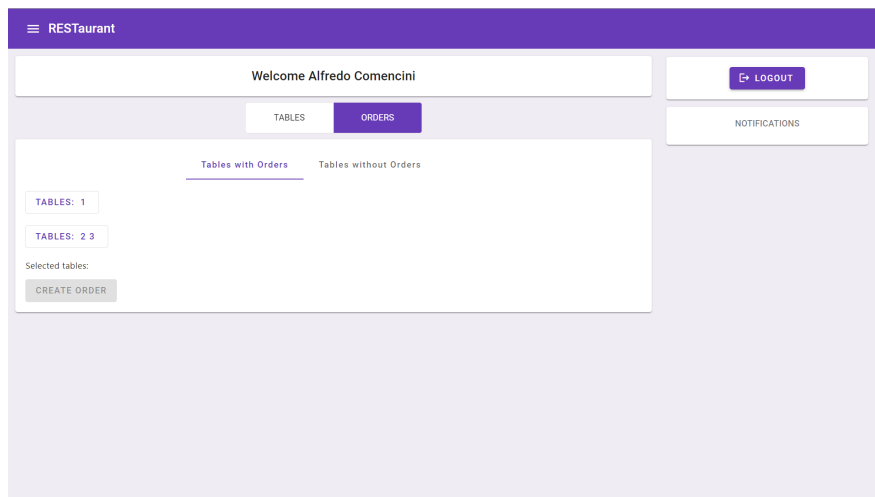 RESTaurant
Welcome Alfredo Comencini
LOGOUT
TABLES ORDERS
NOTIFICATIONS
Tables with Orders Tables without Orders
TABLES: 1
TABLES: 2 3
Selected tables:
CREATE ORDER